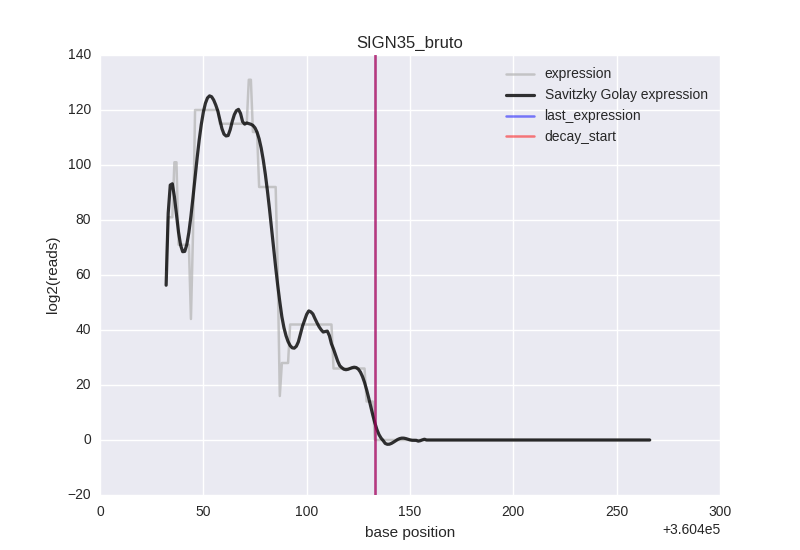 SIGN35_bruto
140
120
100
80
60
40
20
0
−20
log2(reads)
expression
Savitzky Golay expression
last_expression
decay_start
0 50 100 150 200 250 300
base position
+3.604e5